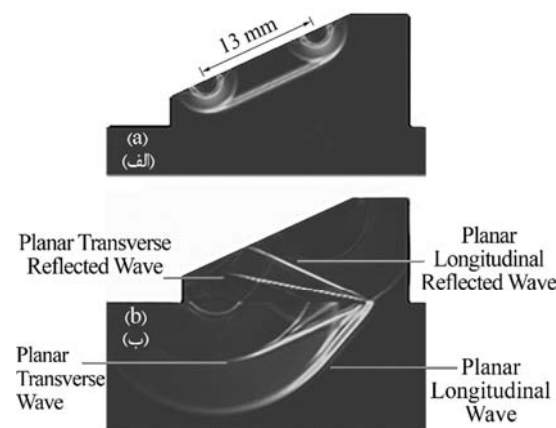 13 mm
(a)
(الف)
Planar Transverse
Reflected Wave
Planar
Longitudinal
Reflected Wave
(b)
(ب)
Planar
Transverse
Wave
Planar
Longitudinal
Wave